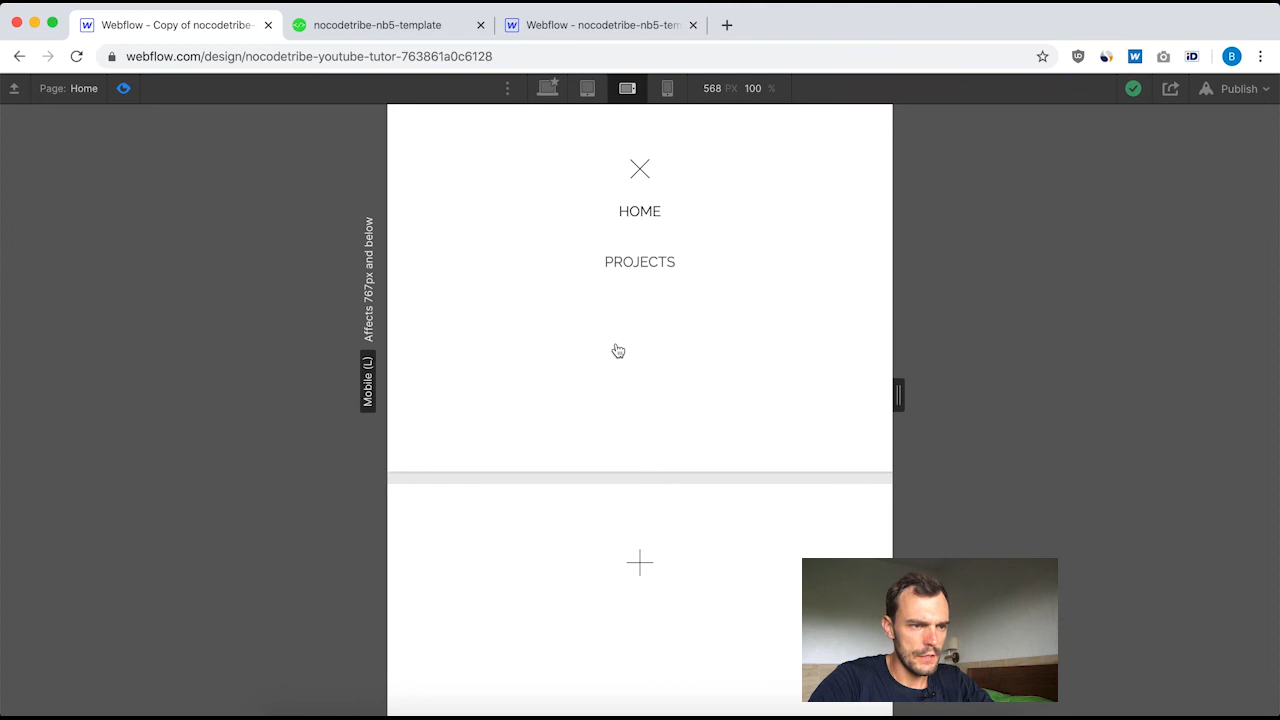 Webflow - Copy of nocodetribe-
nocodetribe-nb5-template
Webflow - nocodetribe-nb5-tem
webflow.com/design/nocodetribe-youtube-tutor-763861a0c6128
B
Page: Home
568 PX 100 %
Publish
HOME
PROJECTS
Affects 767px and below
Mobile (L)